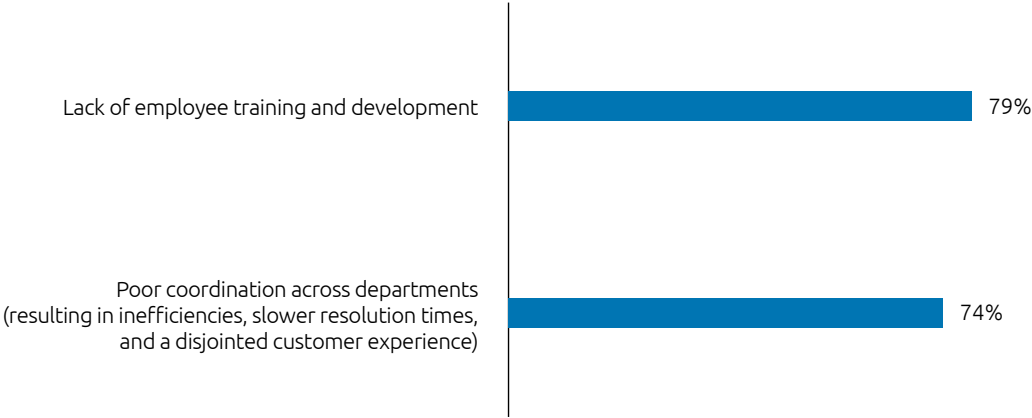 Lack of employee training and development
79%
Poor coordination across departments
(resulting in inefficiencies, slower resolution times,
and a disjointed customer experience)
74%